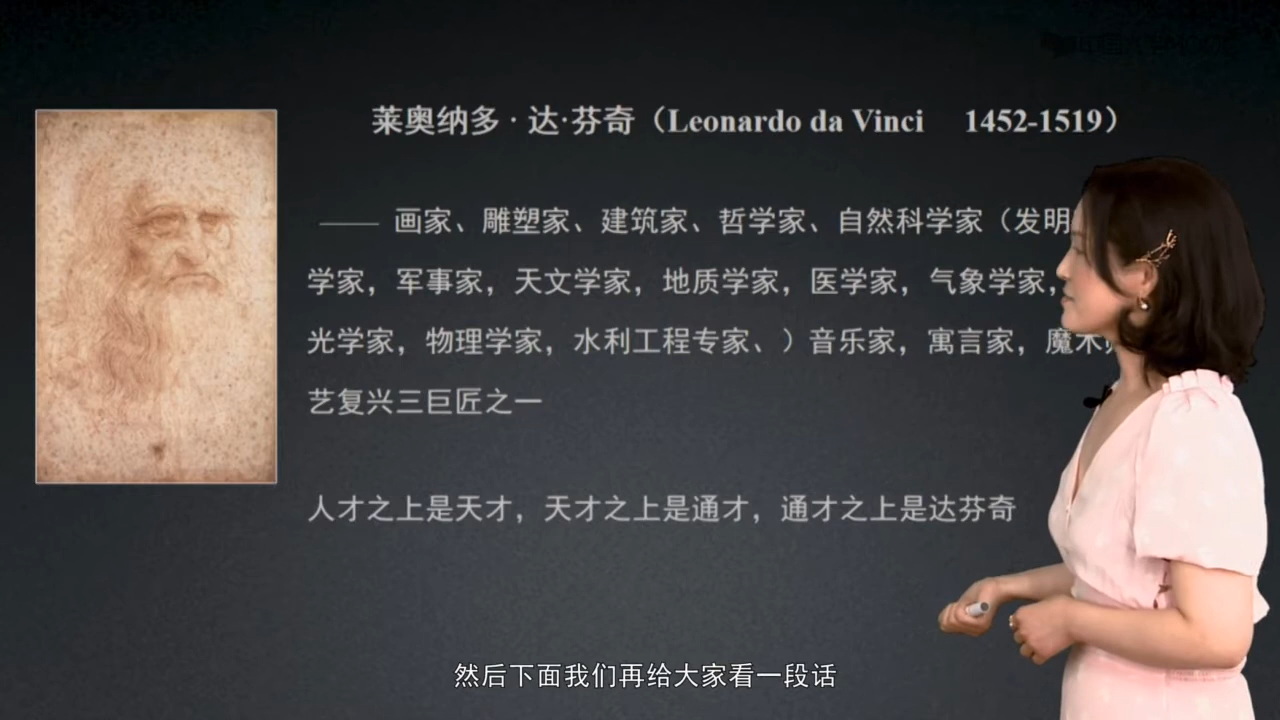 莱奥纳多·达·芬奇（Leonardo da Vinci 1452-1519）
—— 画家、雕塑家、建筑家、哲学家、自然科学家（发明
学家，军事家，天文学家，地质学家，医学家，气象学家，
光学家，物理学家，水利工程专家、）音乐家，寓言家，魔术
艺复兴三巨匠之一
人才之上是天才，天才之上是通才，通才之上是达芬奇
然后下面我们再给大家看一段话